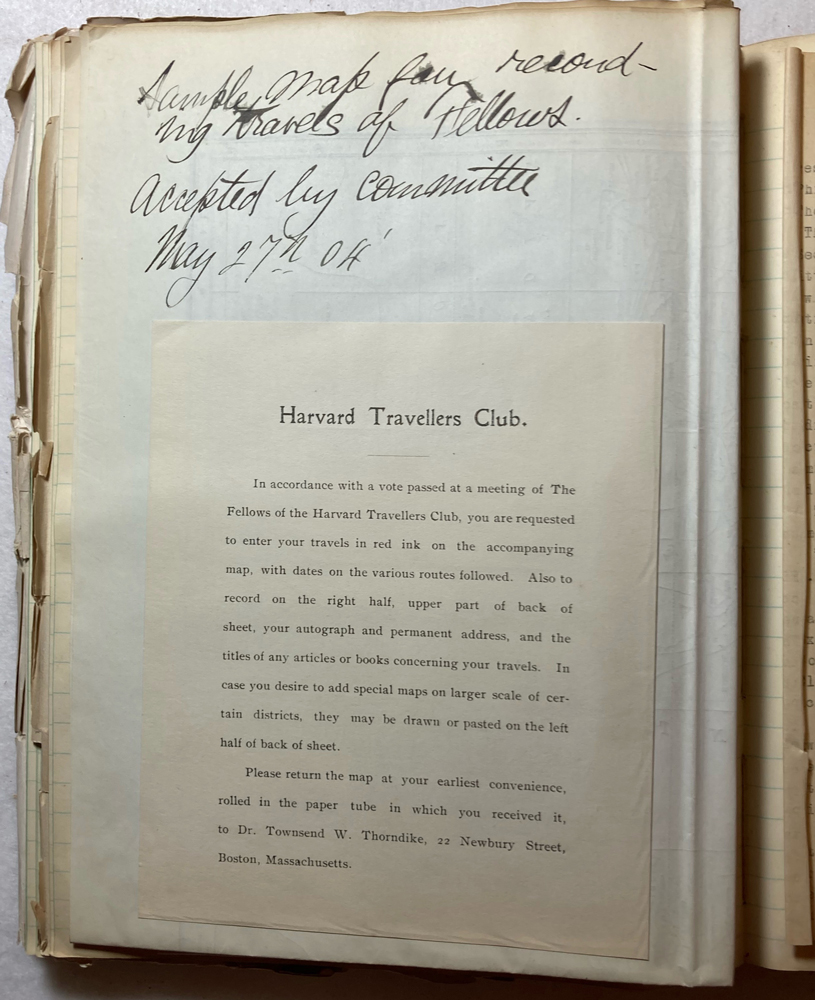 Sample Map for record-
ing travels of Fellows.
Accepted by committee
May 27th 04'
Harvard Travellers Club.
In accordance with a vote passed at a meeting of The
Fellows of the Harvard Travellers Club, you are requested
to enter your travels in red ink on the accompanying
map, with dates on the various routes followed. Also to
record on the right half, upper part of back of
sheet, your autograph and permanent address, and the
titles of any articles or books concerning your travels. In
case you desire to add special maps on larger scale of cer-
tain districts, they may be drawn or pasted on the left
half of back of sheet.
Please return the map at your earliest convenience,
rolled in the paper tube in which you received it,
to Dr. Townsend W. Thorndike, 22 Newbury Street,
Boston, Massachusetts.